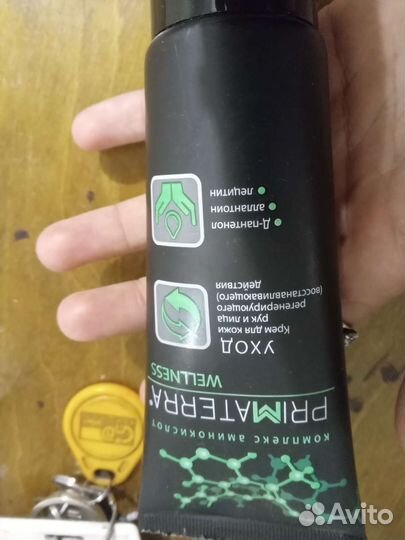 КОМПЛЕКС АМИНОКИСЛОТ
PRIMATERRA®
WELLNESS
УХОД
Крем для кожи
рук и лица
регенерирующего
(восстанавливающего)
действия
• Д-пантенол
• аллантоин
• лецитин
Avito